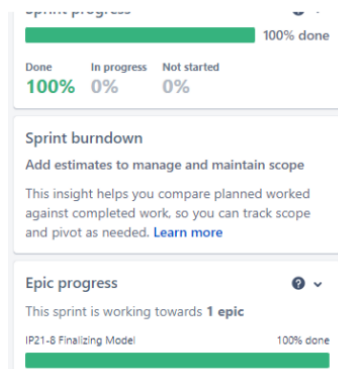 Sprint progress
100% done
Done In progress Not started
100% 0% 0%
Sprint burndown
Add estimates to manage and maintain scope
This insight helps you compare planned worked
against completed work, so you can track scope
and pivot as needed. Learn more
Epic progress
This sprint is working towards 1 epic
IP21-8 Finalizing Model 100% done